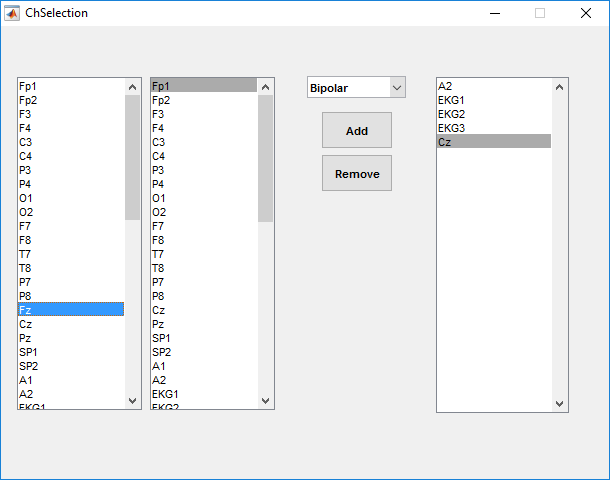 ChSelection
Fp1
Fp2
F3
F4
C3
C4
P3
P4
O1
O2
F7
F8
T7
T8
P7
P8
Fz
Cz
Pz
SP1
SP2
A1
A2
EKG1
Fp1
Fp2
F3
F4
C3
C4
P3
P4
O1
O2
F7
F8
T7
T8
P7
P8
Cz
Pz
SP1
SP2
A1
A2
EKG1
EKG2
Bipolar
Add
Remove
A2
EKG1
EKG2
EKG3
Cz